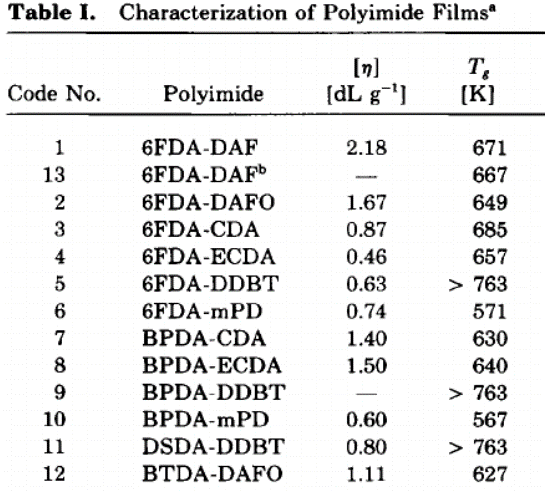 Table I. Characterization of Polyimide Filmsᵃ
[η] Tg
Code No. Polyimide [dL g⁻¹] [K]
1 6FDA-DAF 2.18 671
13 6FDA-DAFᵇ — 667
2 6FDA-DAFO 1.67 649
3 6FDA-CDA 0.87 685
4 6FDA-ECDA 0.46 657
5 6FDA-DDBT 0.63 > 763
6 6FDA-mPD 0.74 571
7 BPDA-CDA 1.40 630
8 BPDA-ECDA 1.50 640
9 BPDA-DDBT — > 763
10 BPDA-mPD 0.60 567
11 DSDA-DDBT 0.80 > 763
12 BTDA-DAFO 1.11 627